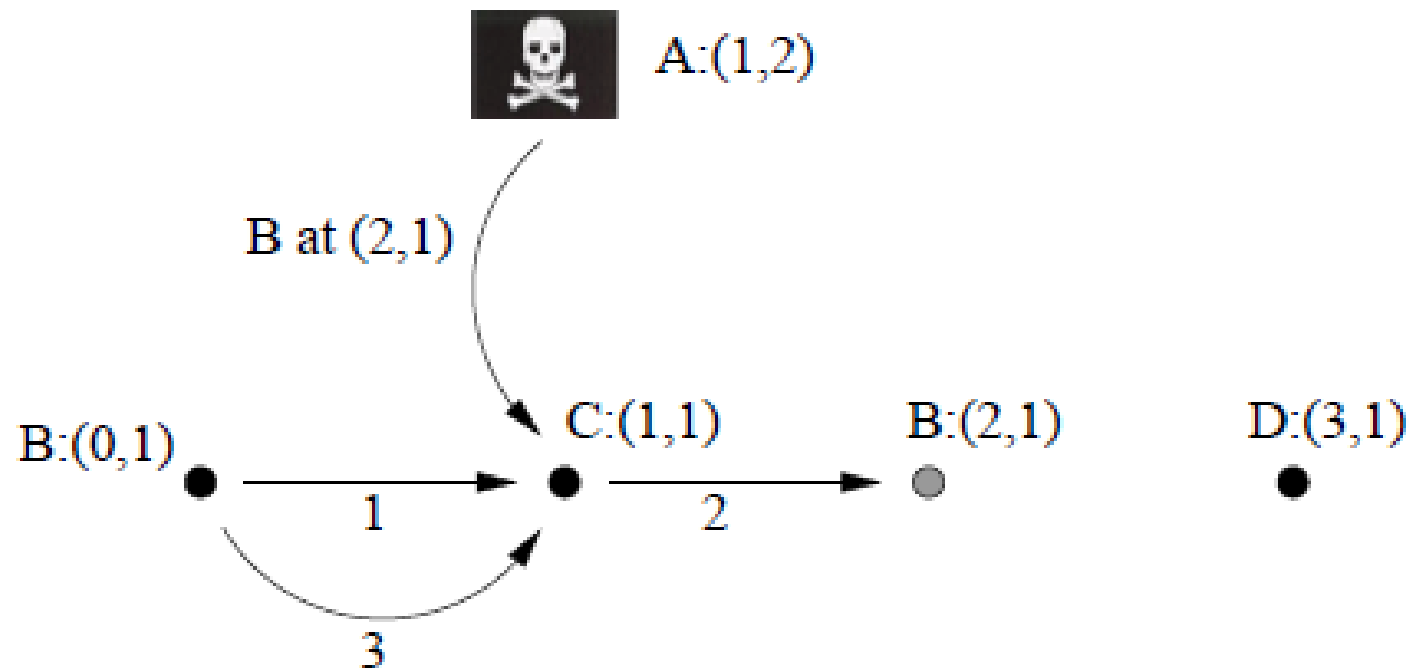 A:(1,2)
B at (2,1)
B:(0,1)
C:(1,1)
B:(2,1)
D:(3,1)
1
2
3